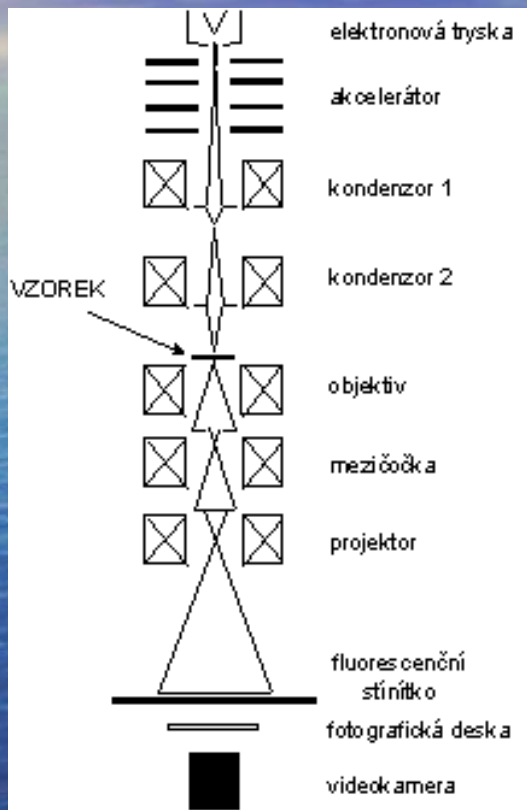 elektronová tryska
akcelerátor
kondenzor 1
kondenzor 2
VZOREK
objektiv
mezičočka
projektor
fluorescenční
stínítko
fotografická deska
videokamera